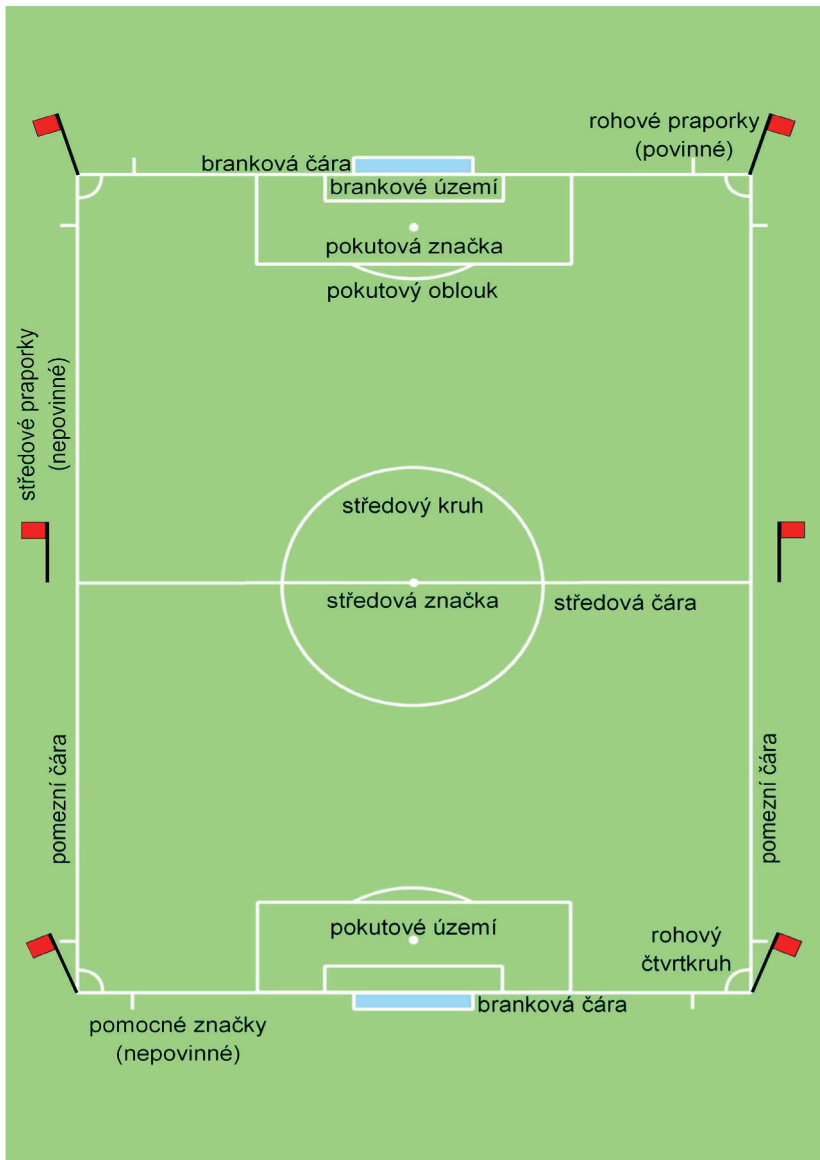 rohové praporky
(povinné)
branková čára
brankové území
pokutová značka
pokutový oblouk
středové praporky
(nepovinné)
středový kruh
středová značka
středová čára
pomezní čára
pomezní čára
pokutové území
rohový
čtvrtkruh
branková čára
pomocné značky
(nepovinné)